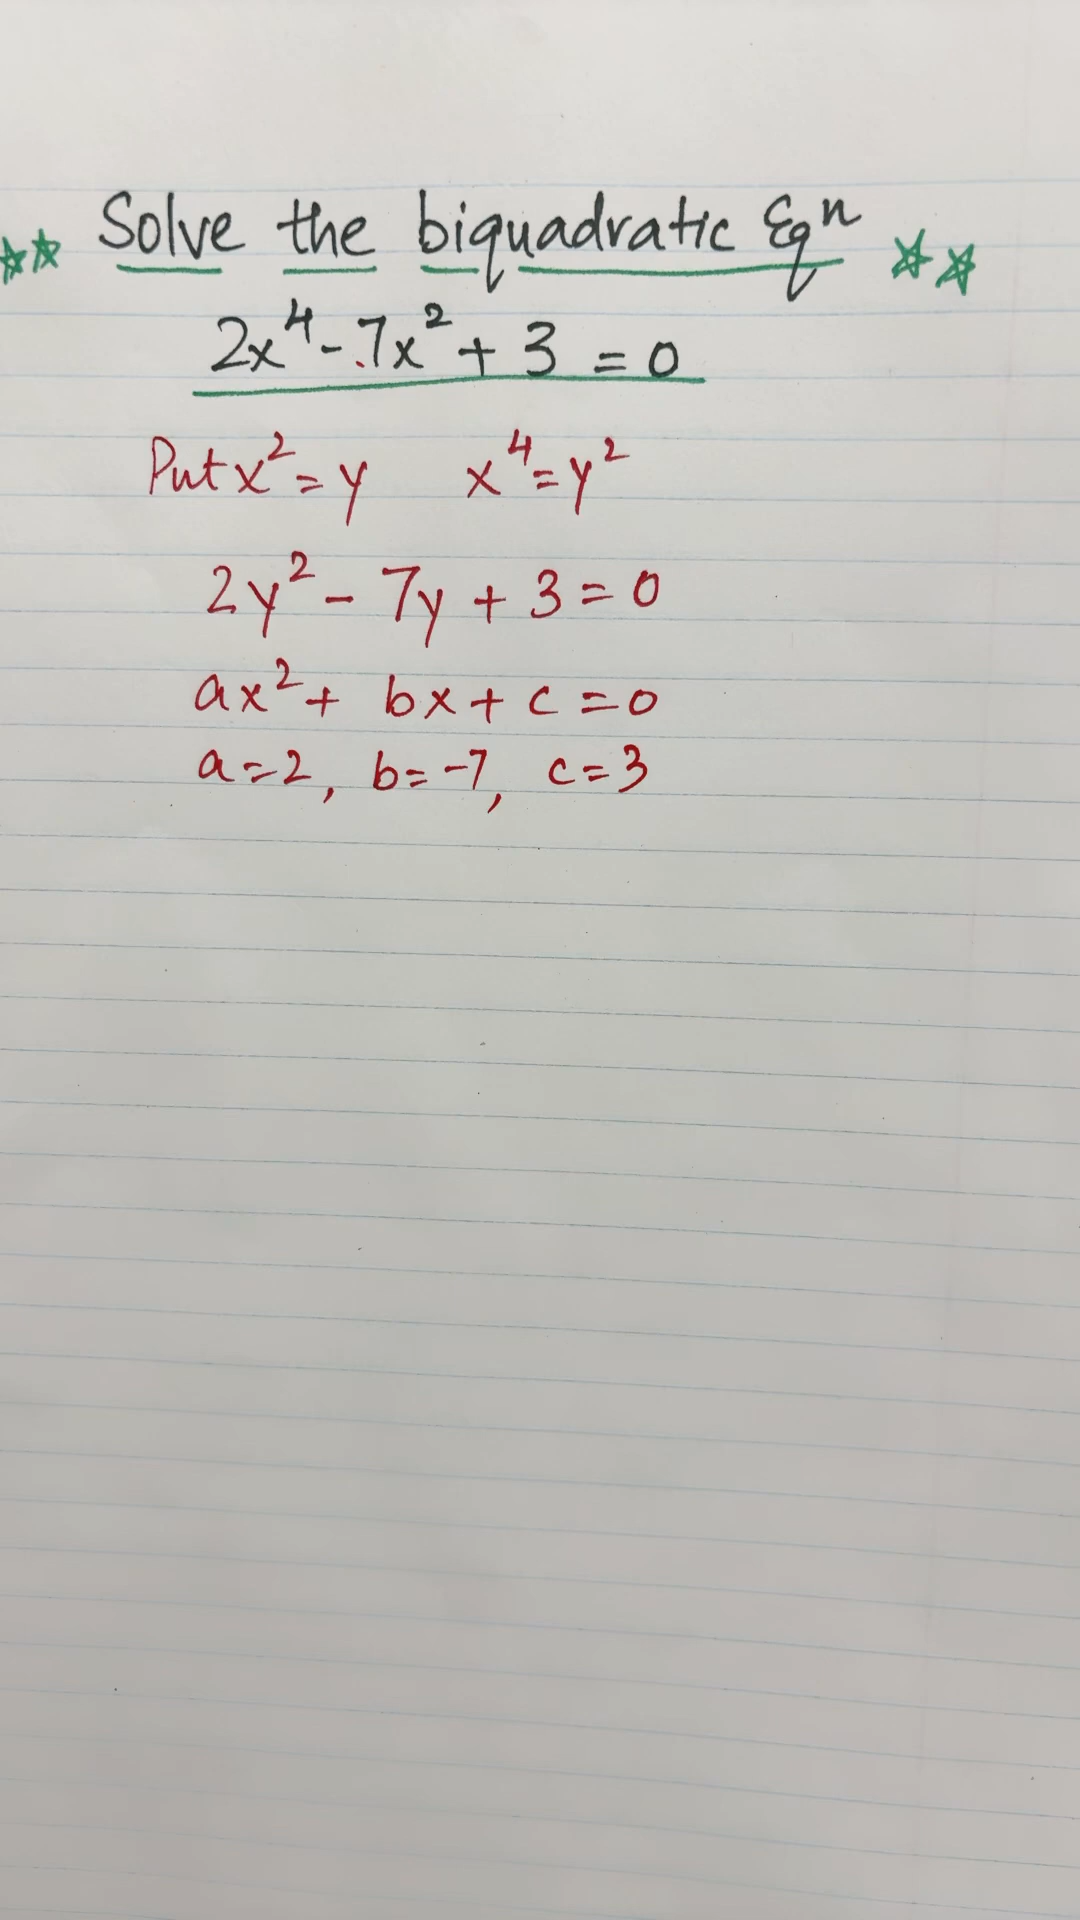 ** Solve the biquadratic Eqⁿ **
2x⁴ - 7x² + 3 = 0
Put x² = y x⁴ = y²
2y² - 7y + 3 = 0
ax² + bx + c = 0
a = 2, b = -7, c = 3